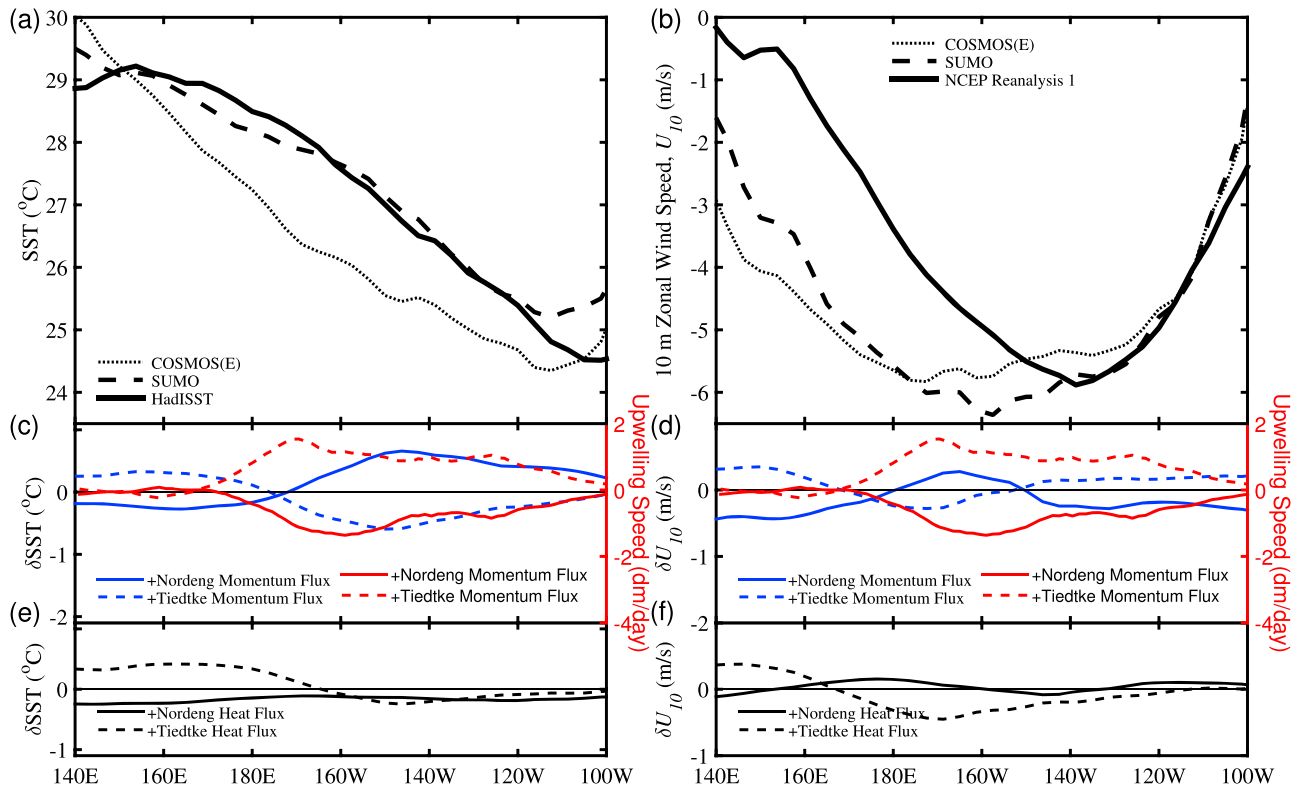 (a)
30
29
28
27
26
25
24
SST (°C)
COSMOS(E)
SUMO
HadISST
(b)
0
-1
-2
-3
-4
-5
-6
10 m Zonal Wind Speed, U10 (m/s)
COSMOS(E)
SUMO
NCEP Reanalysis 1
(c)
0
-1
-2
δSST (°C)
+Nordeng Momentum Flux
+Tiedtke Momentum Flux
+Nordeng Momentum Flux
+Tiedtke Momentum Flux
2
0
-2
-4
Upwelling Speed (dm/day)
(d)
0
-1
-2
δU10 (m/s)
+Nordeng Momentum Flux
+Tiedtke Momentum Flux
+Nordeng Momentum Flux
+Tiedtke Momentum Flux
2
0
-2
-4
Upwelling Speed (dm/day)
(e)
0
-1
δSST (°C)
+Nordeng Heat Flux
+Tiedtke Heat Flux
140E 160E 180E 160W 140W 120W 100W
(f)
0
-1
δU10 (m/s)
+Nordeng Heat Flux
+Tiedtke Heat Flux
140E 160E 180E 160W 140W 120W 100W